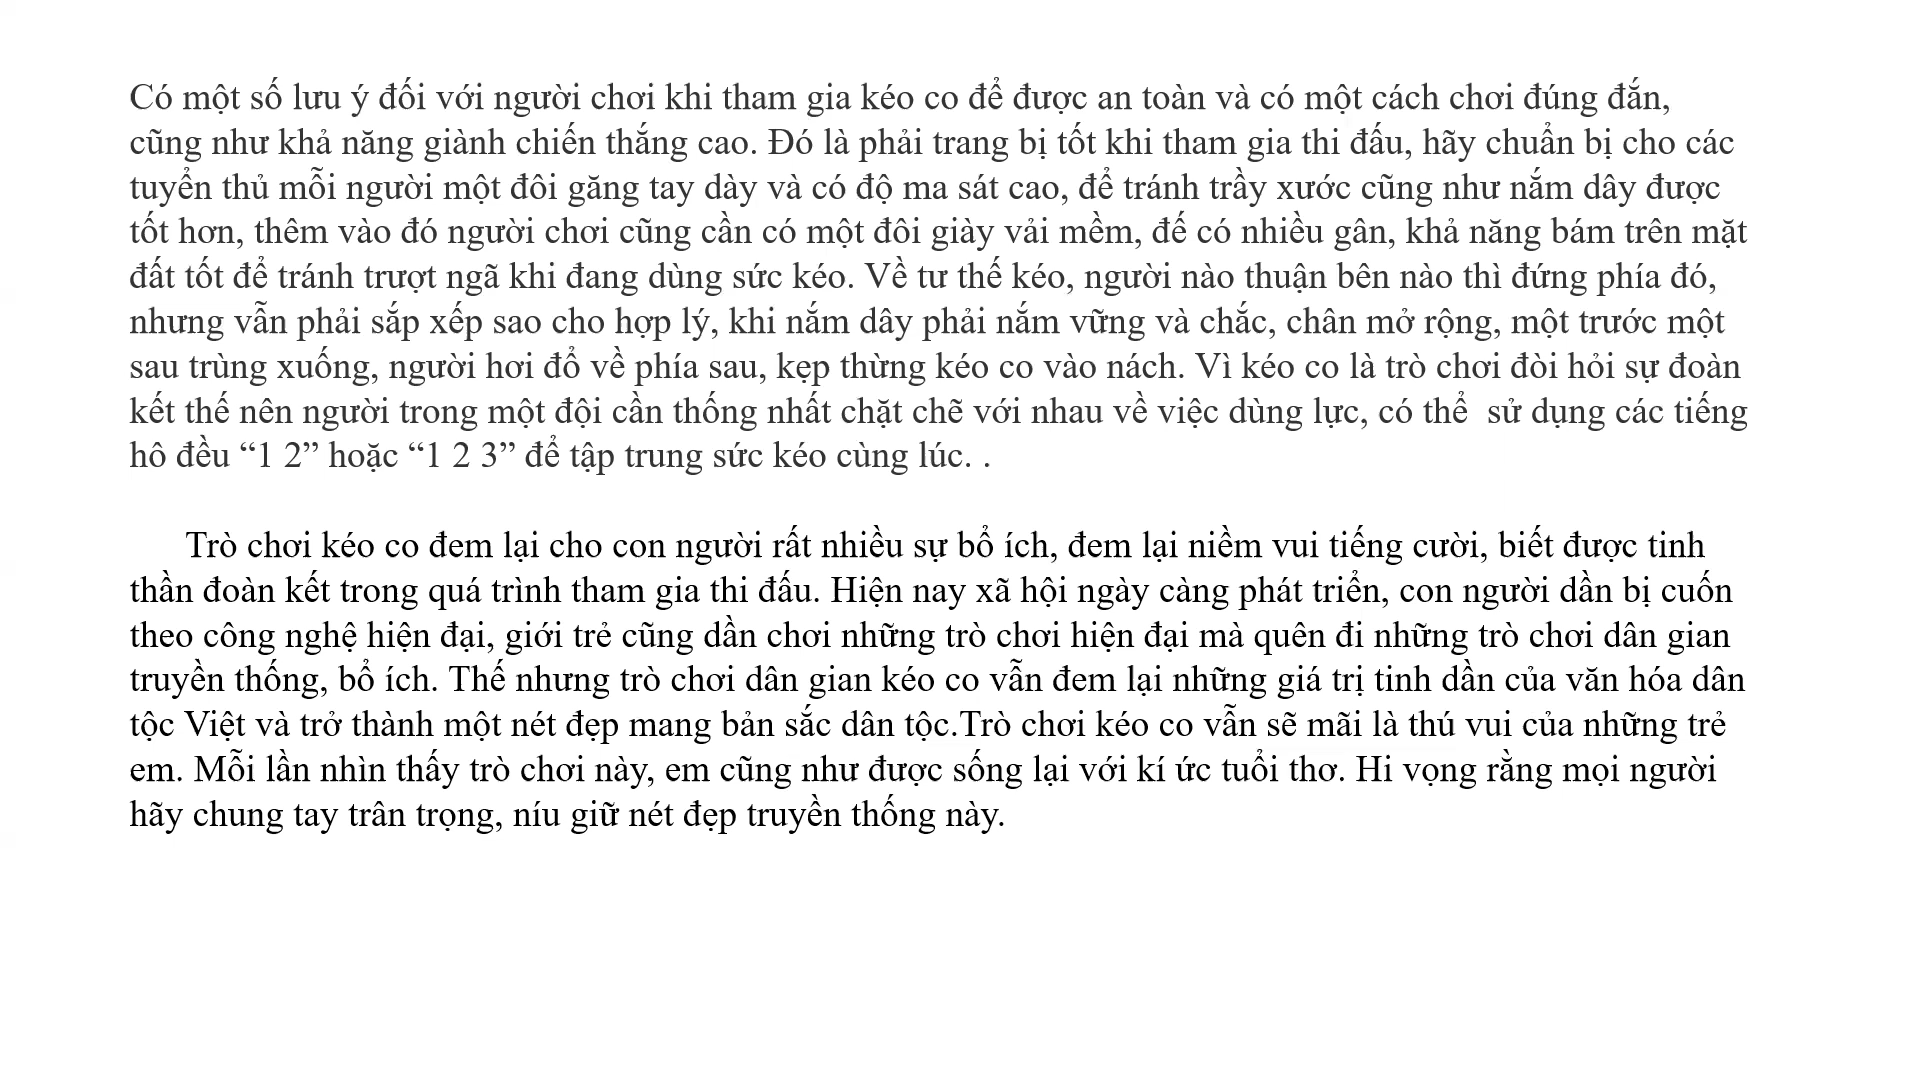 Có một số lưu ý đối với người chơi khi tham gia kéo co để được an toàn và có một cách chơi đúng đắn,
cũng như khả năng giành chiến thắng cao. Đó là phải trang bị tốt khi tham gia thi đấu, hãy chuẩn bị cho các
tuyển thủ mỗi người một đôi găng tay dày và có độ ma sát cao, để tránh trầy xước cũng như nắm dây được
tốt hơn, thêm vào đó người chơi cũng cần có một đôi giày vải mềm, đế có nhiều gân, khả năng bám trên mặt
đất tốt để tránh trượt ngã khi đang dùng sức kéo. Về tư thế kéo, người nào thuận bên nào thì đứng phía đó,
nhưng vẫn phải sắp xếp sao cho hợp lý, khi nắm dây phải nắm vững và chắc, chân mở rộng, một trước một
sau trùng xuống, người hơi đổ về phía sau, kẹp thừng kéo co vào nách. Vì kéo co là trò chơi đòi hỏi sự đoàn
kết thế nên người trong một đội cần thống nhất chặt chẽ với nhau về việc dùng lực, có thể  sử dụng các tiếng
hô đều “1 2” hoặc “1 2 3” để tập trung sức kéo cùng lúc. .
Trò chơi kéo co đem lại cho con người rất nhiều sự bổ ích, đem lại niềm vui tiếng cười, biết được tinh
thần đoàn kết trong quá trình tham gia thi đấu. Hiện nay xã hội ngày càng phát triển, con người dần bị cuốn
theo công nghệ hiện đại, giới trẻ cũng dần chơi những trò chơi hiện đại mà quên đi những trò chơi dân gian
truyền thống, bổ ích. Thế nhưng trò chơi dân gian kéo co vẫn đem lại những giá trị tinh dần của văn hóa dân
tộc Việt và trở thành một nét đẹp mang bản sắc dân tộc.Trò chơi kéo co vẫn sẽ mãi là thú vui của những trẻ
em. Mỗi lần nhìn thấy trò chơi này, em cũng như được sống lại với kí ức tuổi thơ. Hi vọng rằng mọi người
hãy chung tay trân trọng, níu giữ nét đẹp truyền thống này.